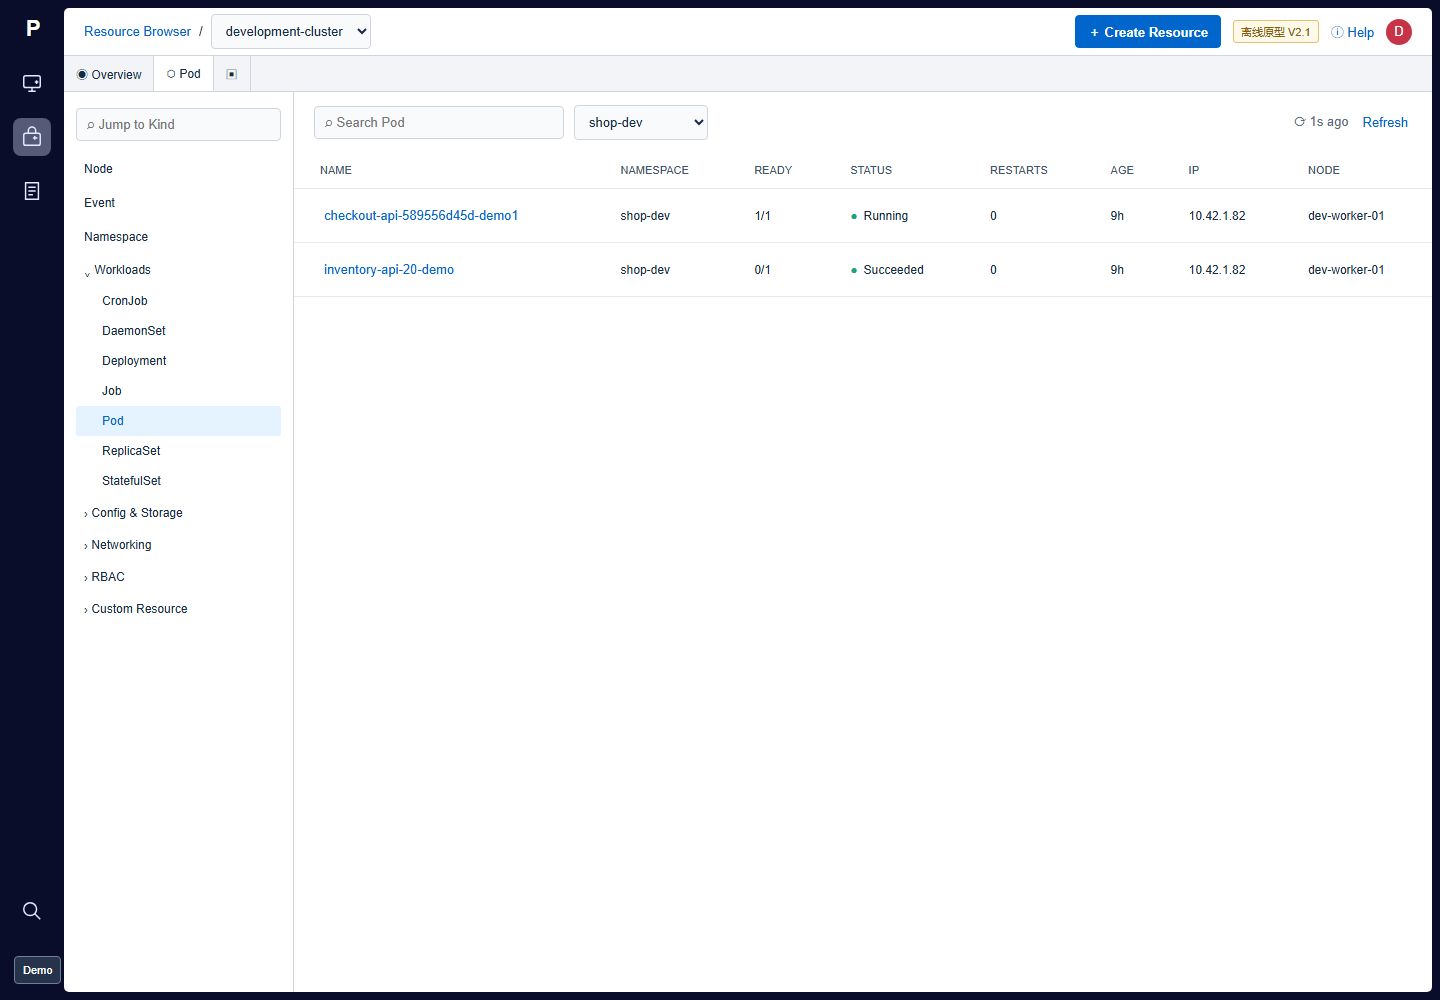 P
Resource Browser / development-cluster
+ Create Resource
离线原型 V2.1
Help
D
Overview
Pod
Jump to Kind
Search Pod
shop-dev
1s ago
Refresh
Node
Event
Namespace
Workloads
CronJob
DaemonSet
Deployment
Job
Pod
ReplicaSet
StatefulSet
Config & Storage
Networking
RBAC
Custom Resource
NAME NAMESPACE READY STATUS RESTARTS AGE IP NODE
checkout-api-589556d45d-demo1 shop-dev 1/1 Running 0 9h 10.42.1.82 dev-worker-01
inventory-api-20-demo shop-dev 0/1 Succeeded 0 9h 10.42.1.82 dev-worker-01
Demo